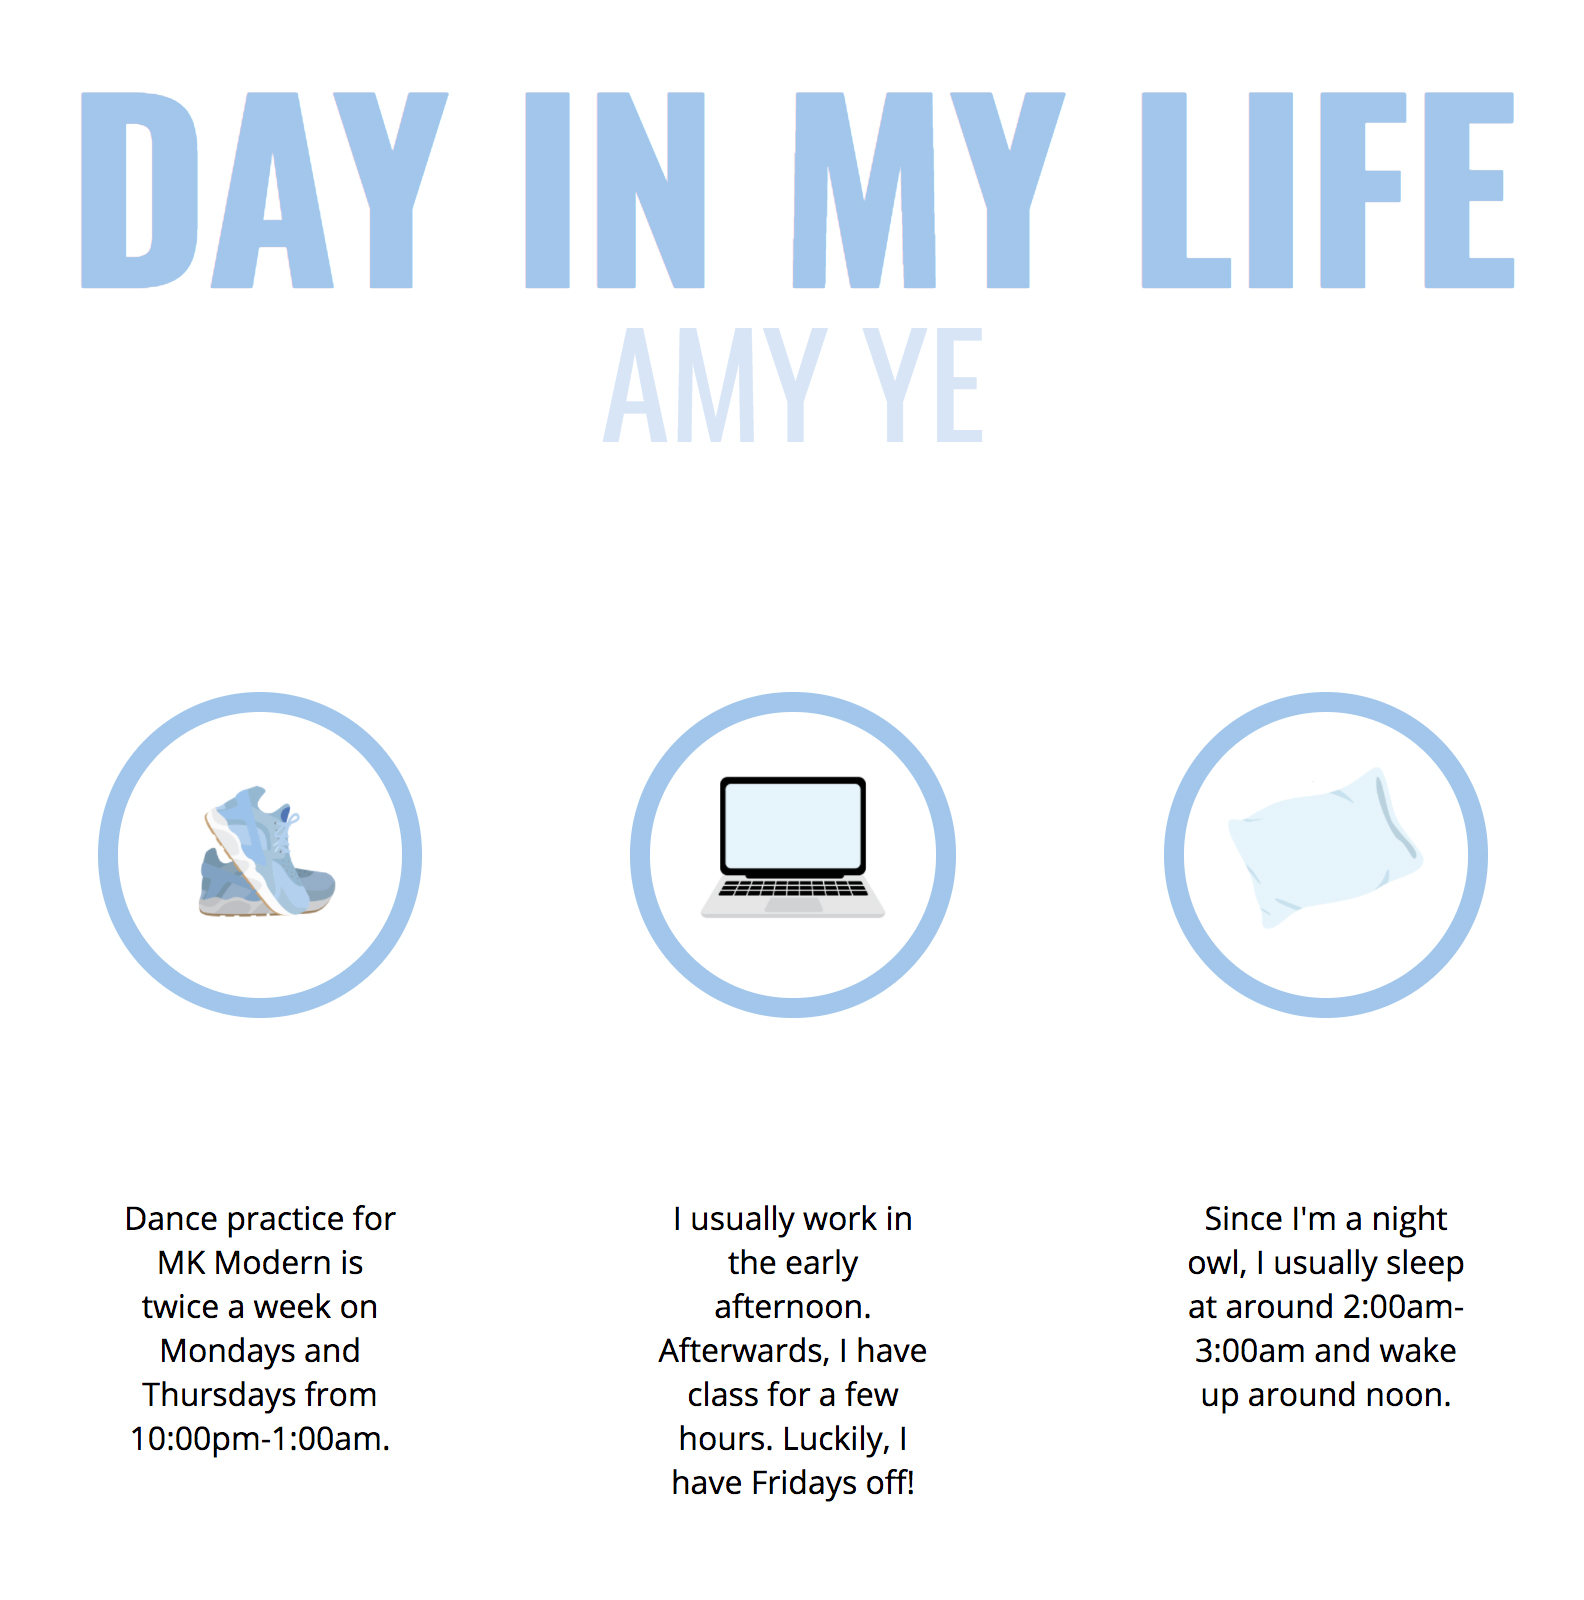 DAY IN MY LIFE
AMY YE
Dance practice for
MK Modern is
twice a week on
Mondays and
Thursdays from
10:00pm-1:00am.
I usually work in
the early
afternoon.
Afterwards, I have
class for a few
hours. Luckily, I
have Fridays off!
Since I'm a night
owl, I usually sleep
at around 2:00am-
3:00am and wake
up around noon.